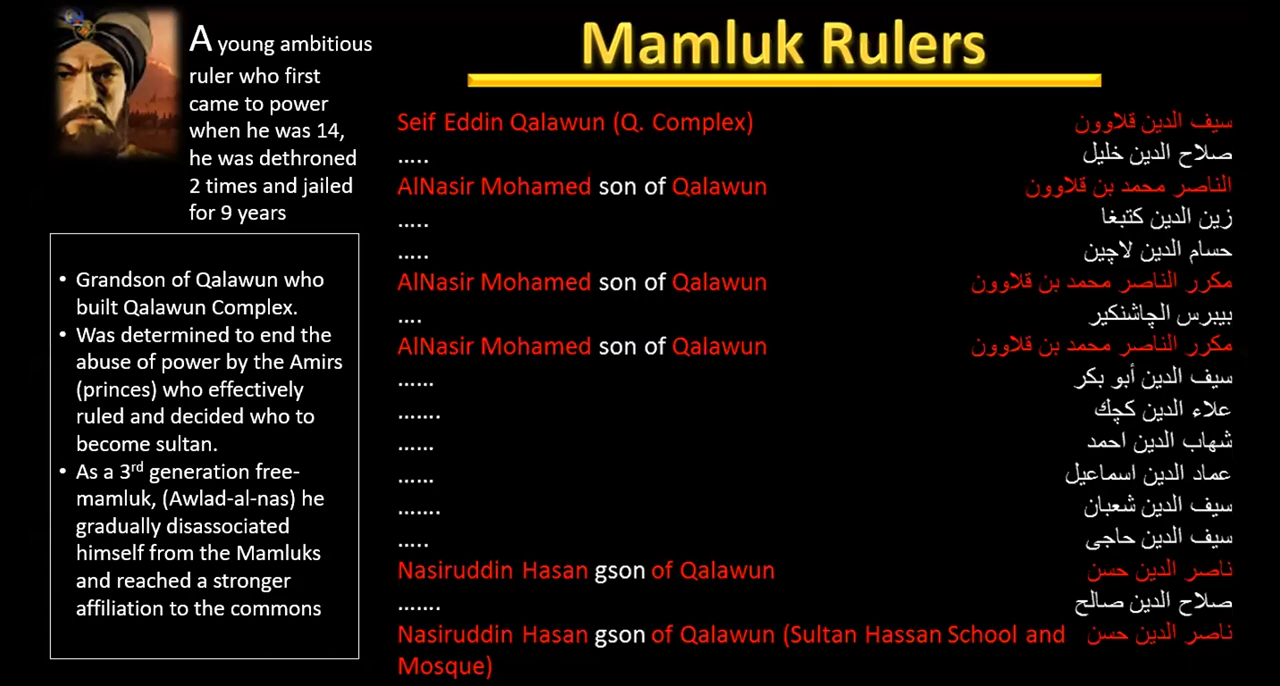 Mamluk Rulers
A young ambitious
ruler who first
came to power
when he was 14,
he was dethroned
2 times and jailed
for 9 years
• Grandson of Qalawun who
built Qalawun Complex.
• Was determined to end the
abuse of power by the Amirs
(princes) who effectively
ruled and decided who to
become sultan.
• As a 3rd generation free-
mamluk, (Awlad-al-nas) he
gradually disassociated
himself from the Mamluks
and reached a stronger
affiliation to the commons
Seif Eddin Qalawun (Q. Complex) سيف الدين قلاوون
..... صلاح الدين خليل
AlNasir Mohamed son of Qalawun الناصر محمد بن قلاوون
..... زين الدين كتبغا
..... حسام الدين لاچين
AlNasir Mohamed son of Qalawun مكرر الناصر محمد بن قلاوون
.... بيبرس الچاشنكير
AlNasir Mohamed son of Qalawun مكرر الناصر محمد بن قلاوون
...... سيف الدين أبو بكر
....... علاء الدين كچك
...... شهاب الدين احمد
...... عماد الدين اسماعيل
....... سيف الدين شعبان
..... سيف الدين حاجى
Nasiruddin Hasan gson of Qalawun ناصر الدين حسن
....... صلاح الدين صالح
Nasiruddin Hasan gson of Qalawun (Sultan Hassan School and ناصر الدين حسن
Mosque)